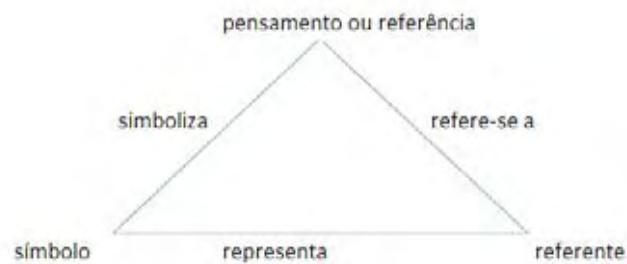 pensamento ou referência
simboliza refere-se a
símbolo representa referente